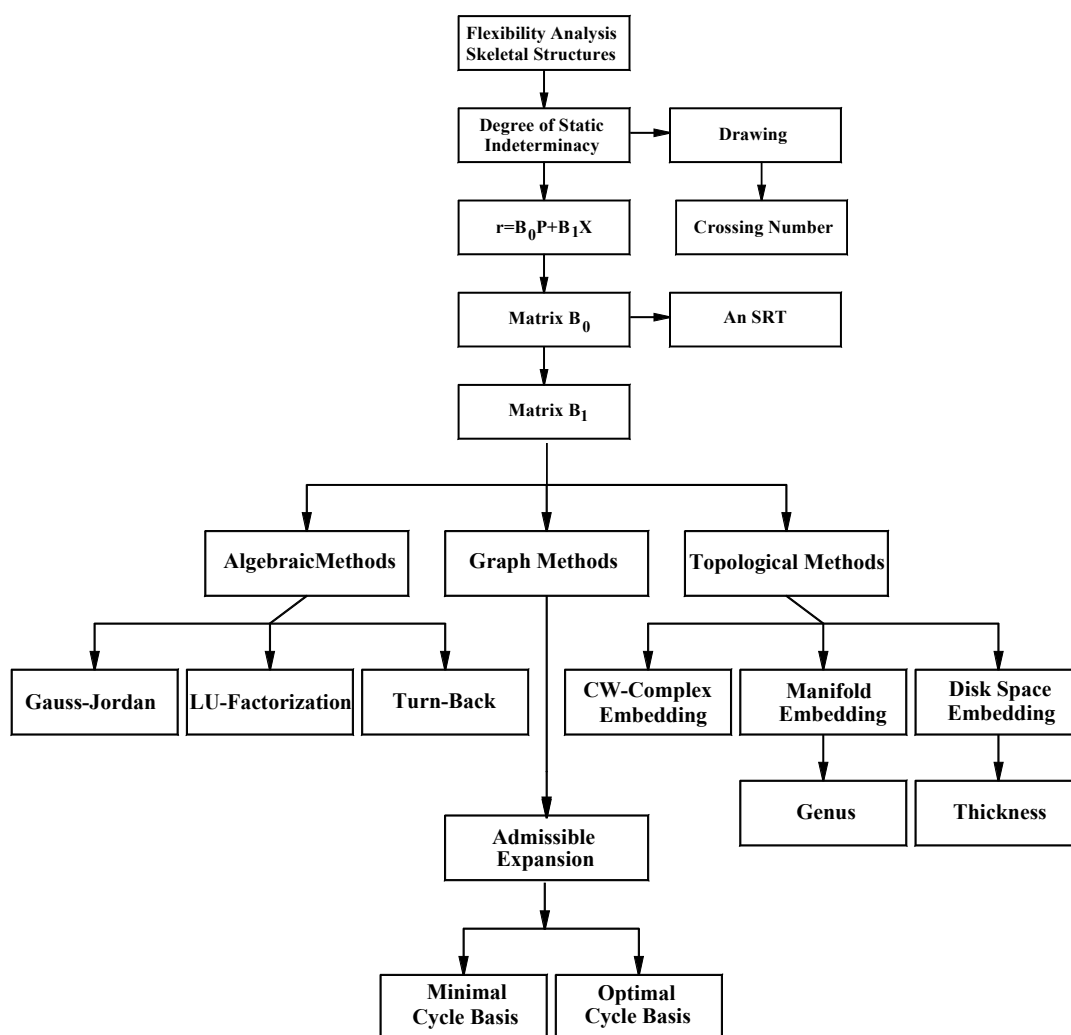 Flexibility Analysis
Skeletal Structures
Degree of Static
Indeterminacy
Drawing
r=B₀P+B₁X
Crossing Number
Matrix B₀
An SRT
Matrix B₁
AlgebraicMethods
Graph Methods
Topological Methods
Gauss-Jordan
LU-Factorization
Turn-Back
CW-Complex
Embedding
Manifold
Embedding
Disk Space
Embedding
Genus
Thickness
Admissible
Expansion
Minimal
Cycle Basis
Optimal
Cycle Basis